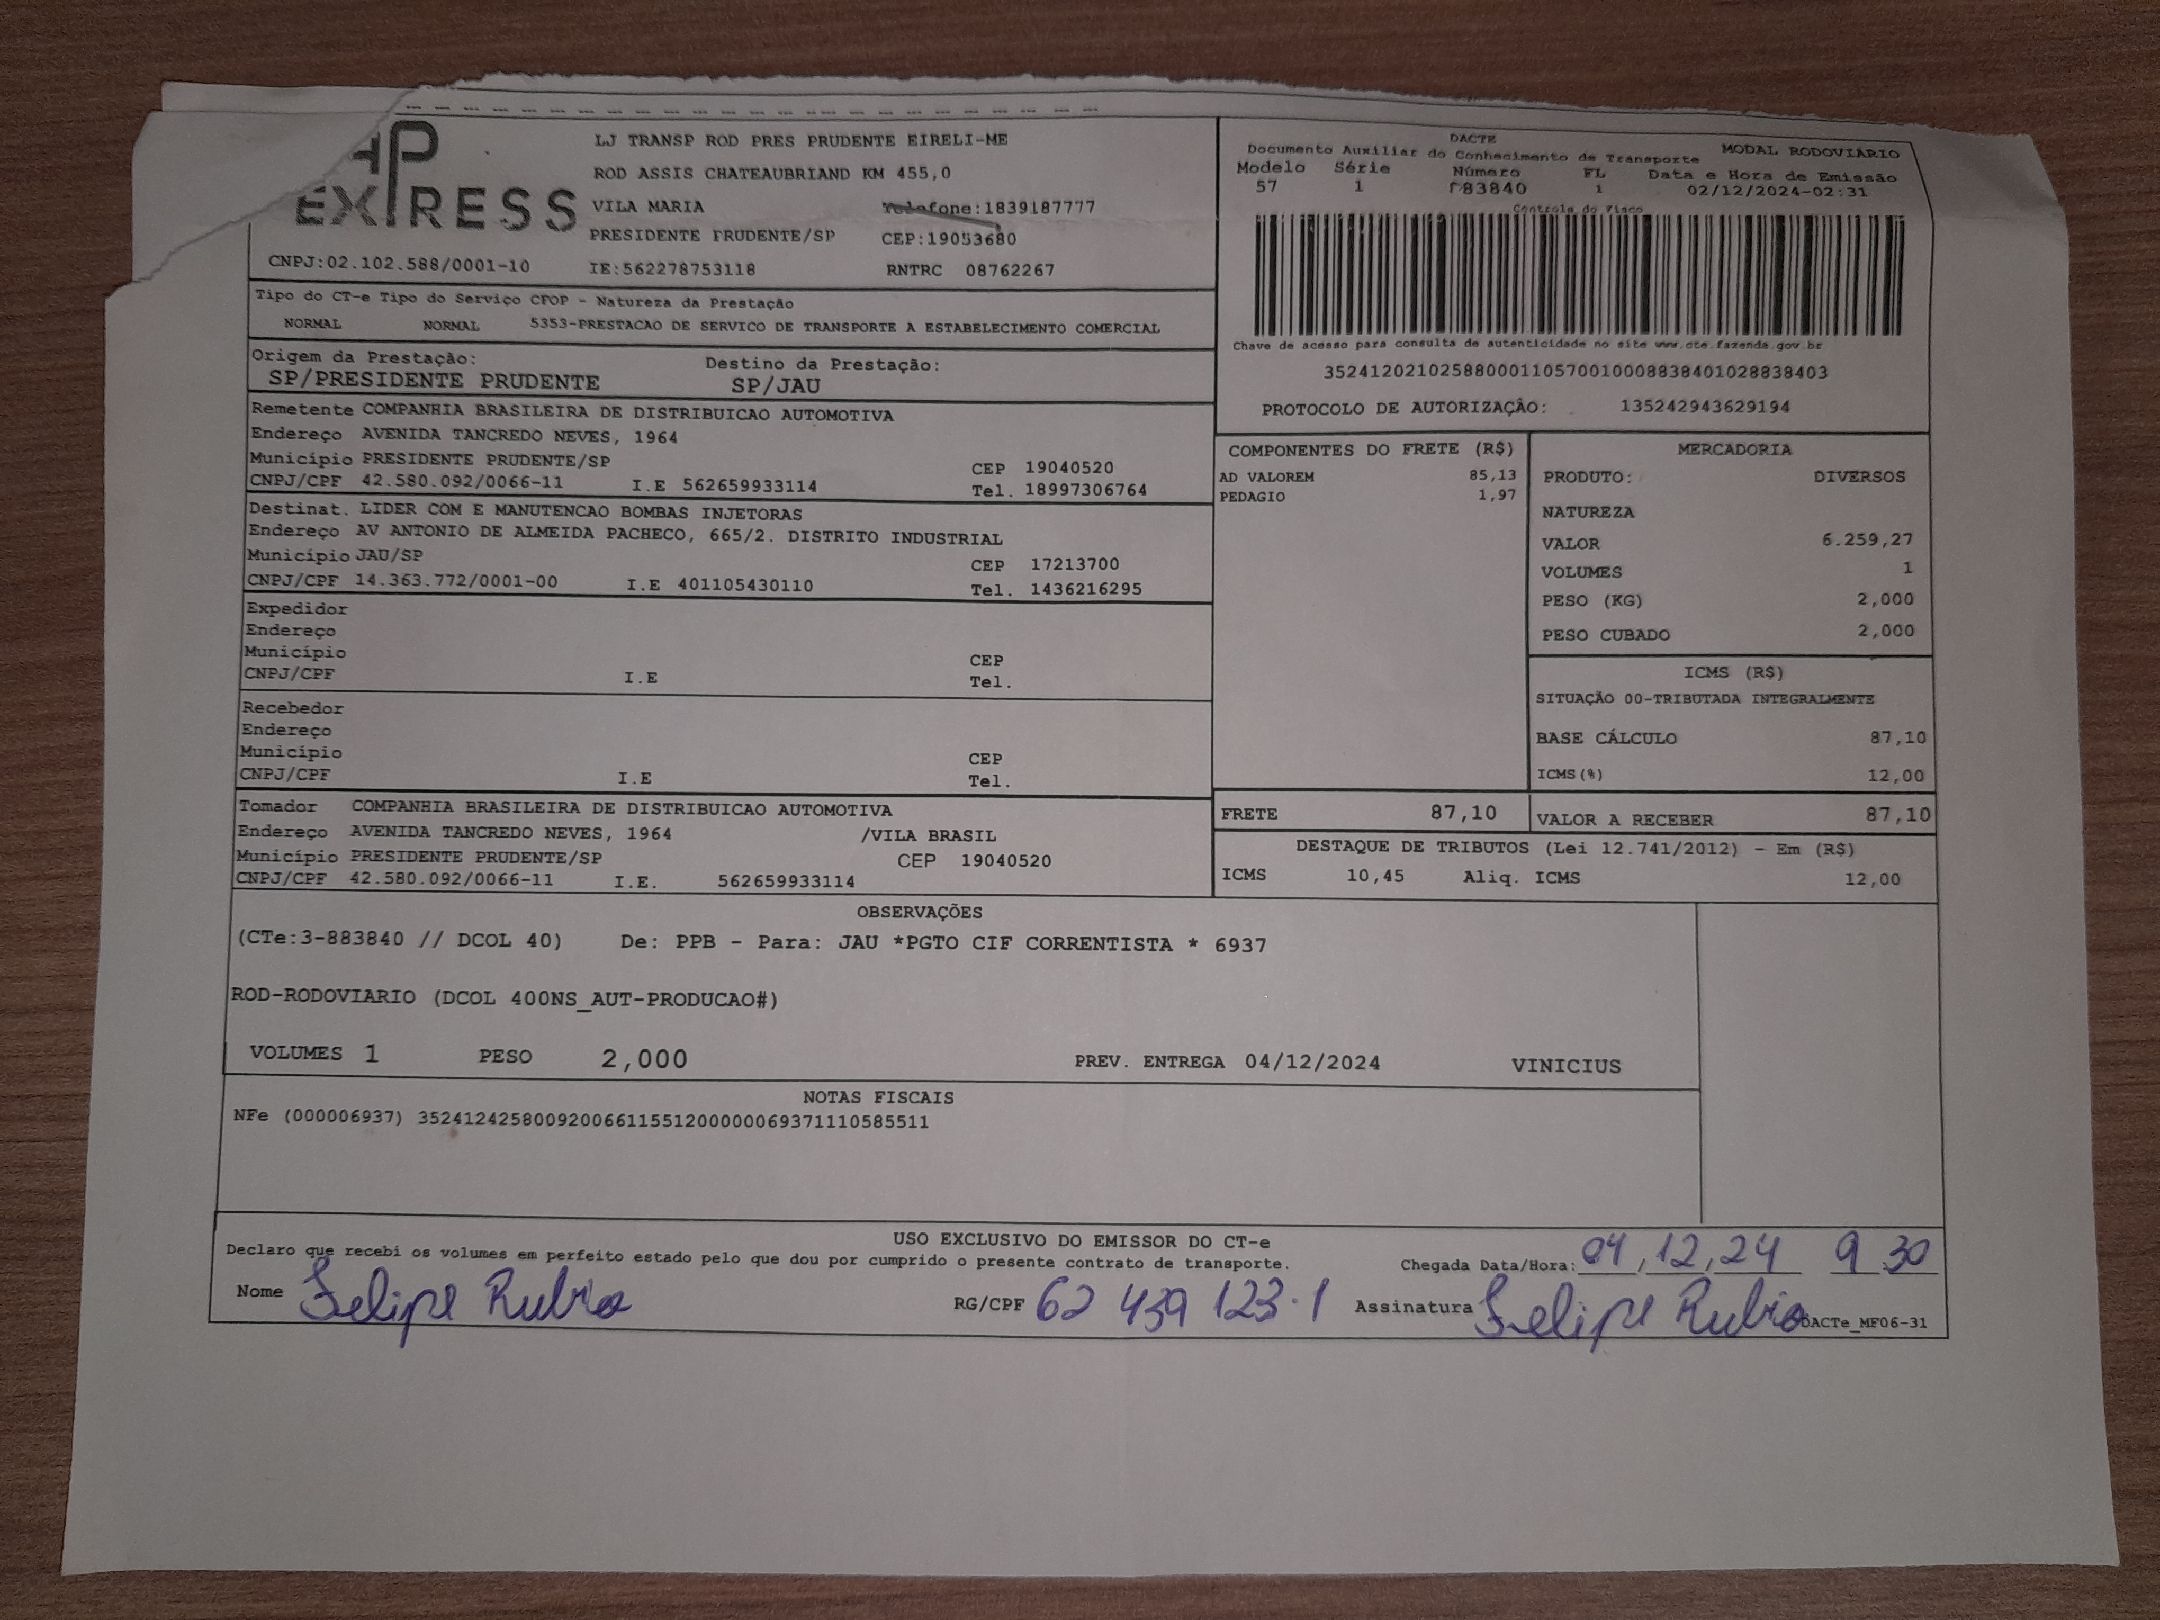 EXPRESS
LJ TRANSP ROD PRES PRUDENTE EIRELI-ME
ROD ASSIS CHATEAUBRIAND KM 455,0
VILA MARIA Telefone:1839187777
PRESIDENTE PRUDENTE/SP CEP:19053680
CNPJ:02.102.588/0001-10 IE:562278753118 RNTRC 08762267
DACTE
Documento Auxiliar do Conhecimento de Transporte MODAL RODOVIÁRIO
Modelo Série Número FL Data e Hora de Emissão
57 1 883840 1 02/12/2024-02:31
Controle do Fisco
Chave de acesso para consulta de autenticidade no site www.cte.fazenda.gov.br
35241202102588000110570010008838401028838403
PROTOCOLO DE AUTORIZAÇÃO: 135242943629194
Tipo do CT-e Tipo do Serviço CFOP - Natureza da Prestação
NORMAL NORMAL 5353-PRESTACAO DE SERVICO DE TRANSPORTE A ESTABELECIMENTO COMERCIAL
Origem da Prestação: Destino da Prestação:
SP/PRESIDENTE PRUDENTE SP/JAU
Remetente COMPANHIA BRASILEIRA DE DISTRIBUICAO AUTOMOTIVA
Endereço AVENIDA TANCREDO NEVES, 1964
Município PRESIDENTE PRUDENTE/SP CEP 19040520
CNPJ/CPF 42.580.092/0066-11 I.E 562659933114 Tel. 18997306764
Destinat. LIDER COM E MANUTENCAO BOMBAS INJETORAS
Endereço AV ANTONIO DE ALMEIDA PACHECO, 665/2. DISTRITO INDUSTRIAL
Município JAU/SP CEP 17213700
CNPJ/CPF 14.363.772/0001-00 I.E 401105430110 Tel. 1436216295
Expedidor
Endereço
Município CEP
CNPJ/CPF I.E Tel.
Recebedor
Endereço
Município CEP
CNPJ/CPF I.E Tel.
Tomador COMPANHIA BRASILEIRA DE DISTRIBUICAO AUTOMOTIVA
Endereço AVENIDA TANCREDO NEVES, 1964 /VILA BRASIL
Município PRESIDENTE PRUDENTE/SP CEP 19040520
CNPJ/CPF 42.580.092/0066-11 I.E. 562659933114
COMPONENTES DO FRETE (R$)
AD VALOREM 85,13
PEDAGIO 1,97
MERCADORIA
PRODUTO: DIVERSOS
NATUREZA
VALOR 6.259,27
VOLUMES 1
PESO (KG) 2,000
PESO CUBADO 2,000
ICMS (R$)
SITUAÇÃO 00-TRIBUTADA INTEGRALMENTE
BASE CÁLCULO 87,10
ICMS(%) 12,00
FRETE 87,10 VALOR A RECEBER 87,10
DESTAQUE DE TRIBUTOS (Lei 12.741/2012) - Em (R$)
ICMS 10,45 Aliq. ICMS 12,00
OBSERVAÇÕES
(CTe:3-883840 // DCOL 40) De: PPB - Para: JAU *PGTO CIF CORRENTISTA * 6937
ROD-RODOVIARIO (DCOL 400NS_AUT-PRODUCAO#)
VOLUMES 1 PESO 2,000 PREV. ENTREGA 04/12/2024 VINICIUS
NOTAS FISCAIS
NFe (000006937) 35241242580092006611551200000069371110585511
USO EXCLUSIVO DO EMISSOR DO CT-e
Declaro que recebi os volumes em perfeito estado pelo que dou por cumprido o presente contrato de transporte. Chegada Data/Hora: 04,12,24 9 30
Nome Felipe Rubio RG/CPF 62 439 123-1 Assinatura Felipe Rubio DACTe_MF06-31